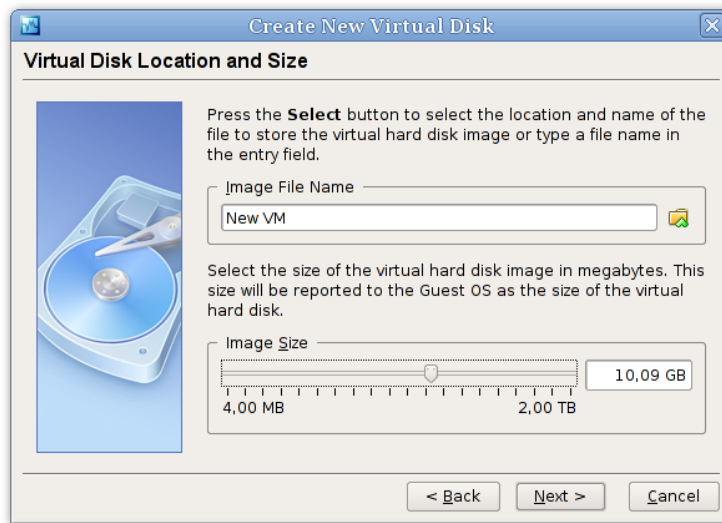 Create New Virtual Disk
Virtual Disk Location and Size
Press the Select button to select the location and name of the
file to store the virtual hard disk image or type a file name in
the entry field.
Image File Name
New VM
Select the size of the virtual hard disk image in megabytes. This
size will be reported to the Guest OS as the size of the virtual
hard disk.
Image Size
10,09 GB
4,00 MB 2,00 TB
< Back Next > Cancel